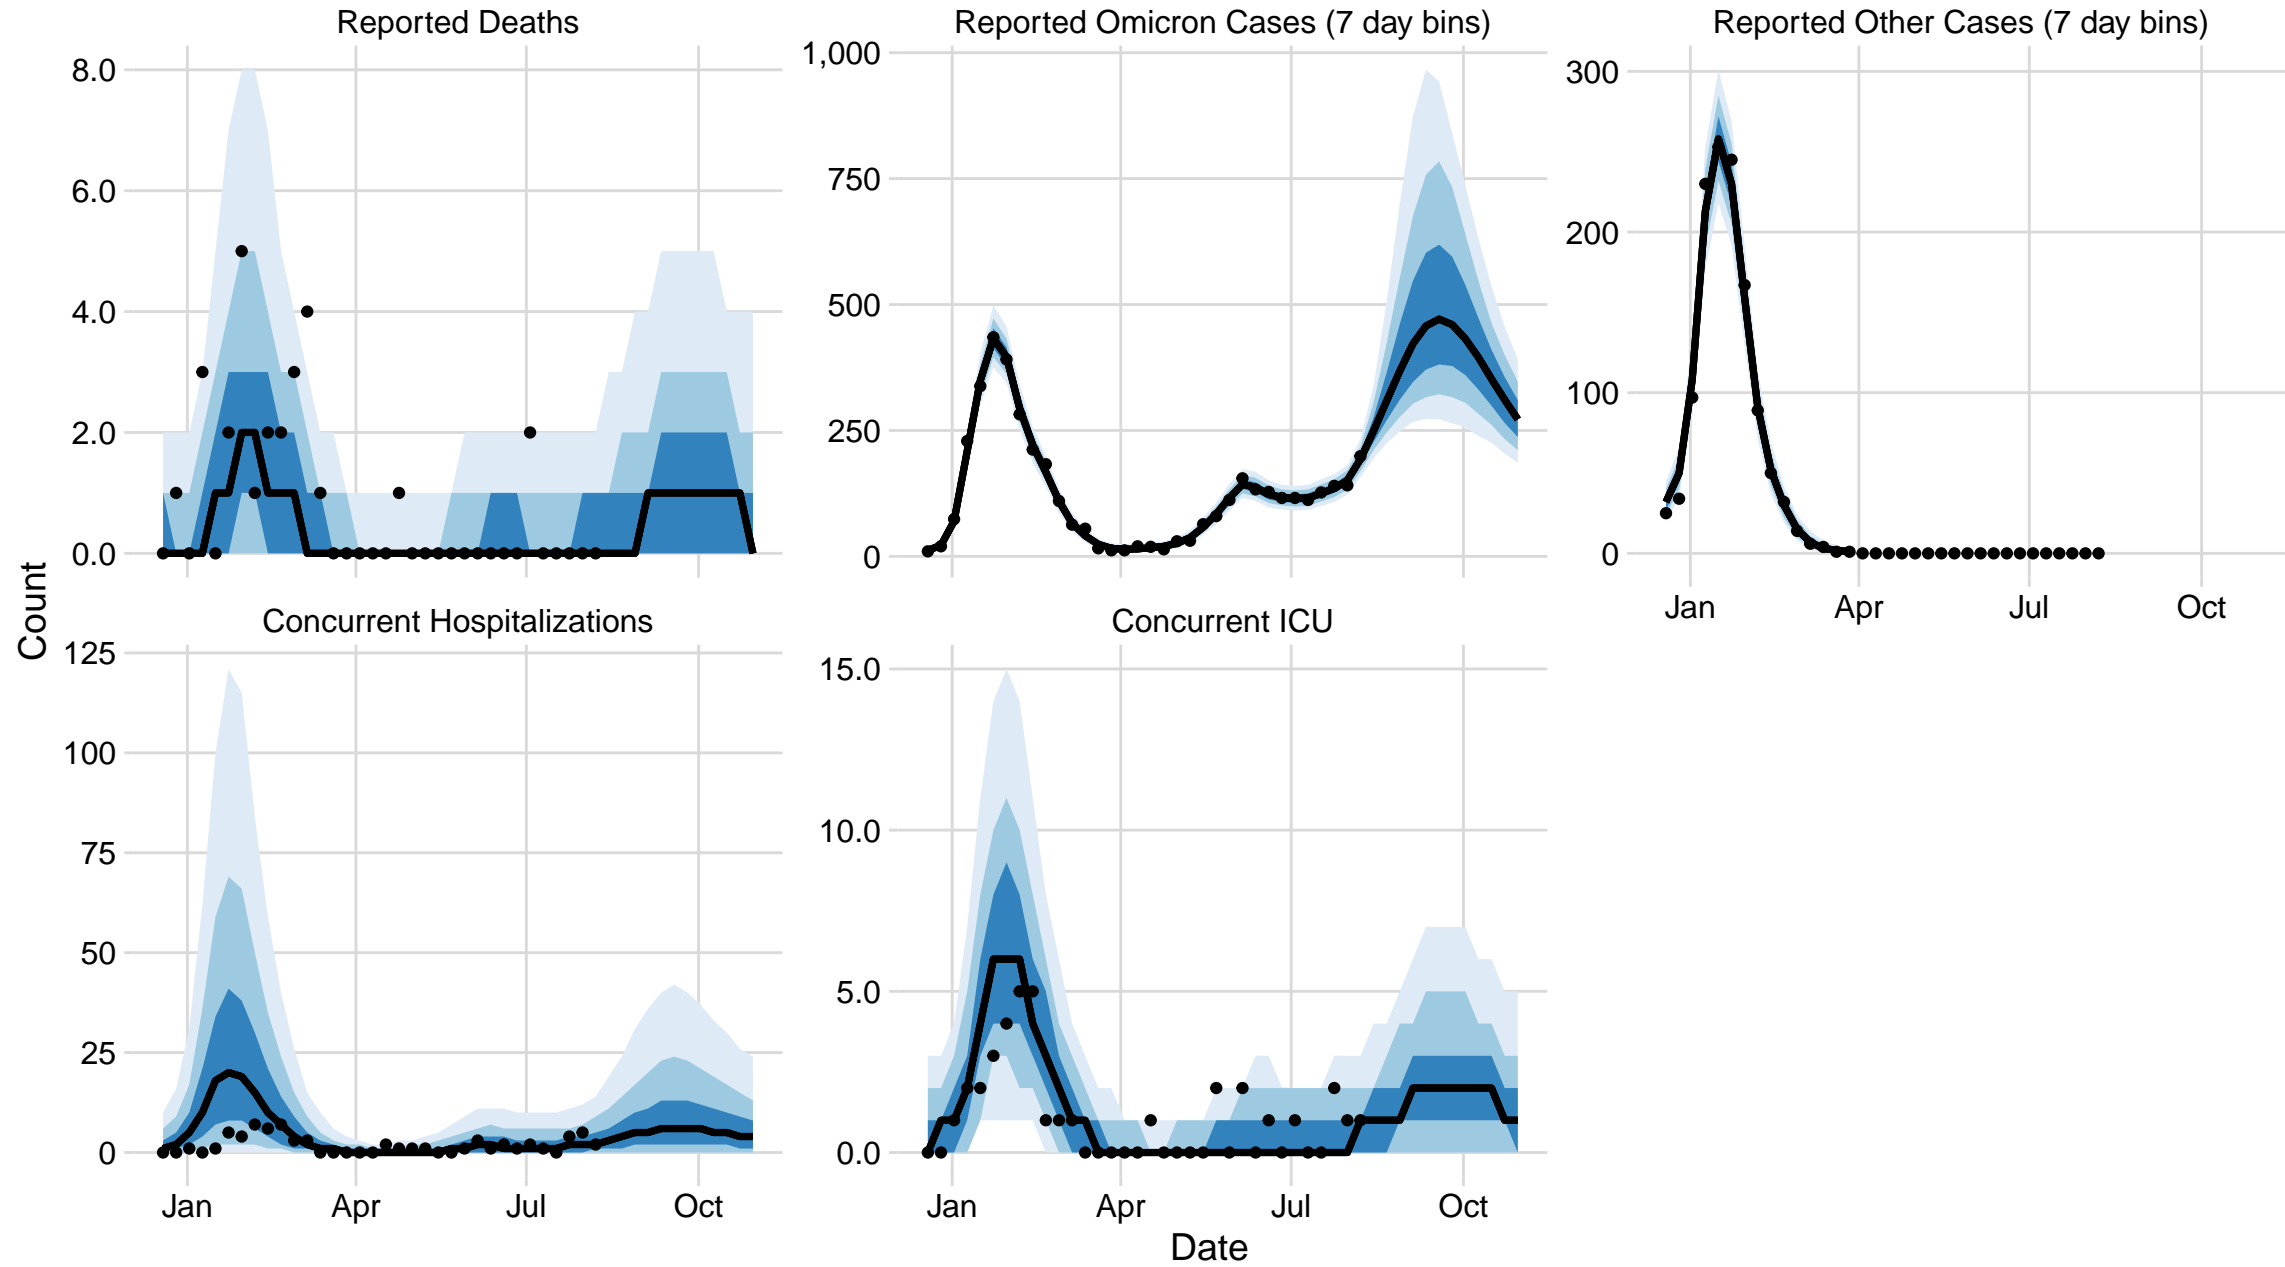 Reported Deaths
8.0
6.0
4.0
2.0
0.0
Reported Omicron Cases (7 day bins)
1,000
750
500
250
0
Reported Other Cases (7 day bins)
300
200
100
0
Jan Apr Jul Oct
Count
Concurrent Hospitalizations
125
100
75
50
25
0
Jan Apr Jul Oct
Concurrent ICU
15.0
10.0
5.0
0.0
Jan Apr Jul Oct
Date